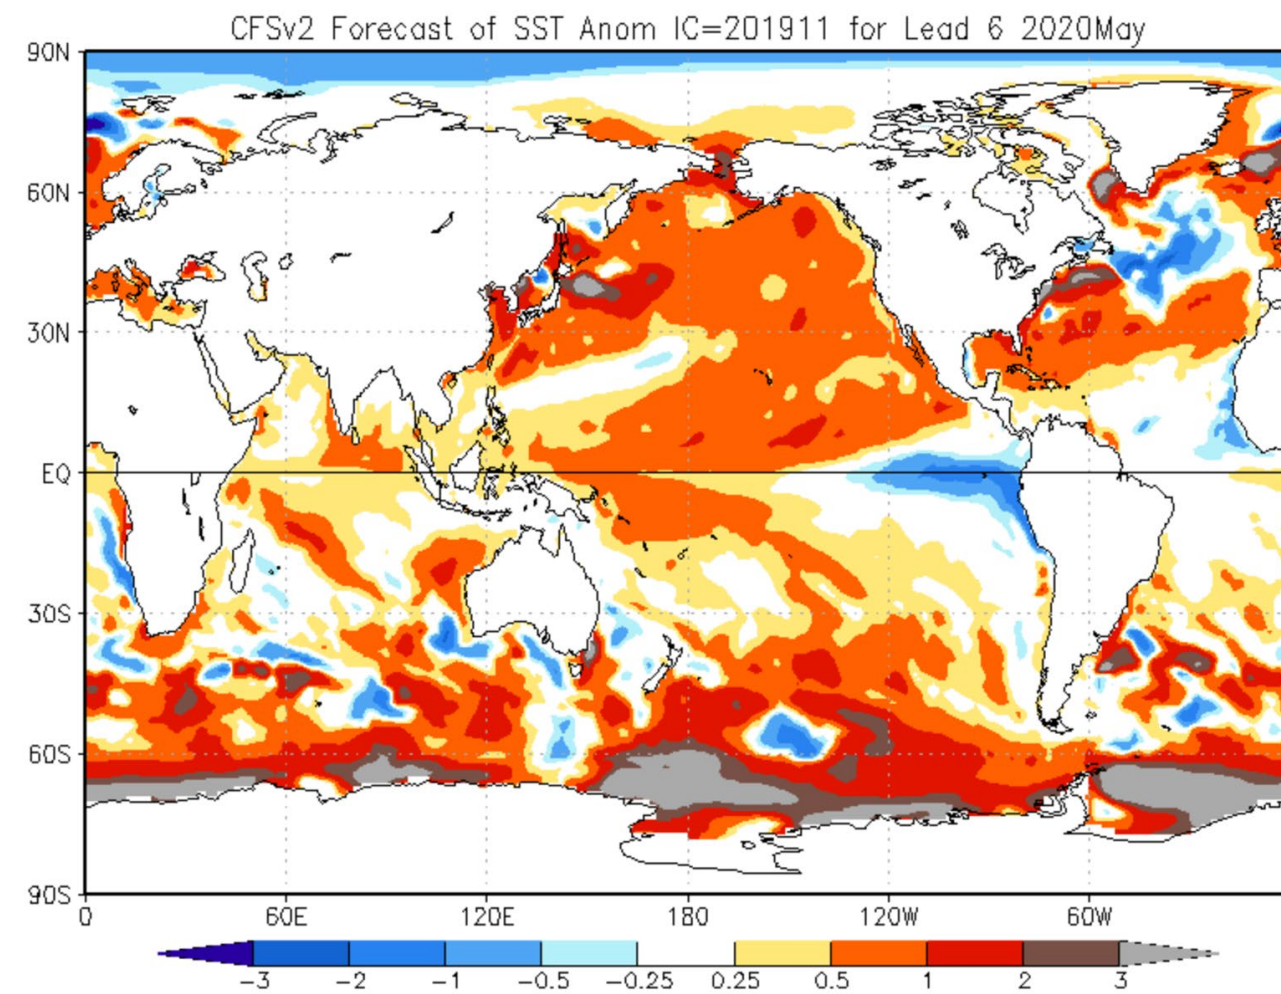 CFSv2 Forecast of SST Anom IC=201911 for Lead 6 2020May
90N
60N
30N
EQ
30S
60S
90S
0 60E 120E 180 120W 60W
-3 -2 -1 -0.5 -0.25 0.25 0.5 1 2 3